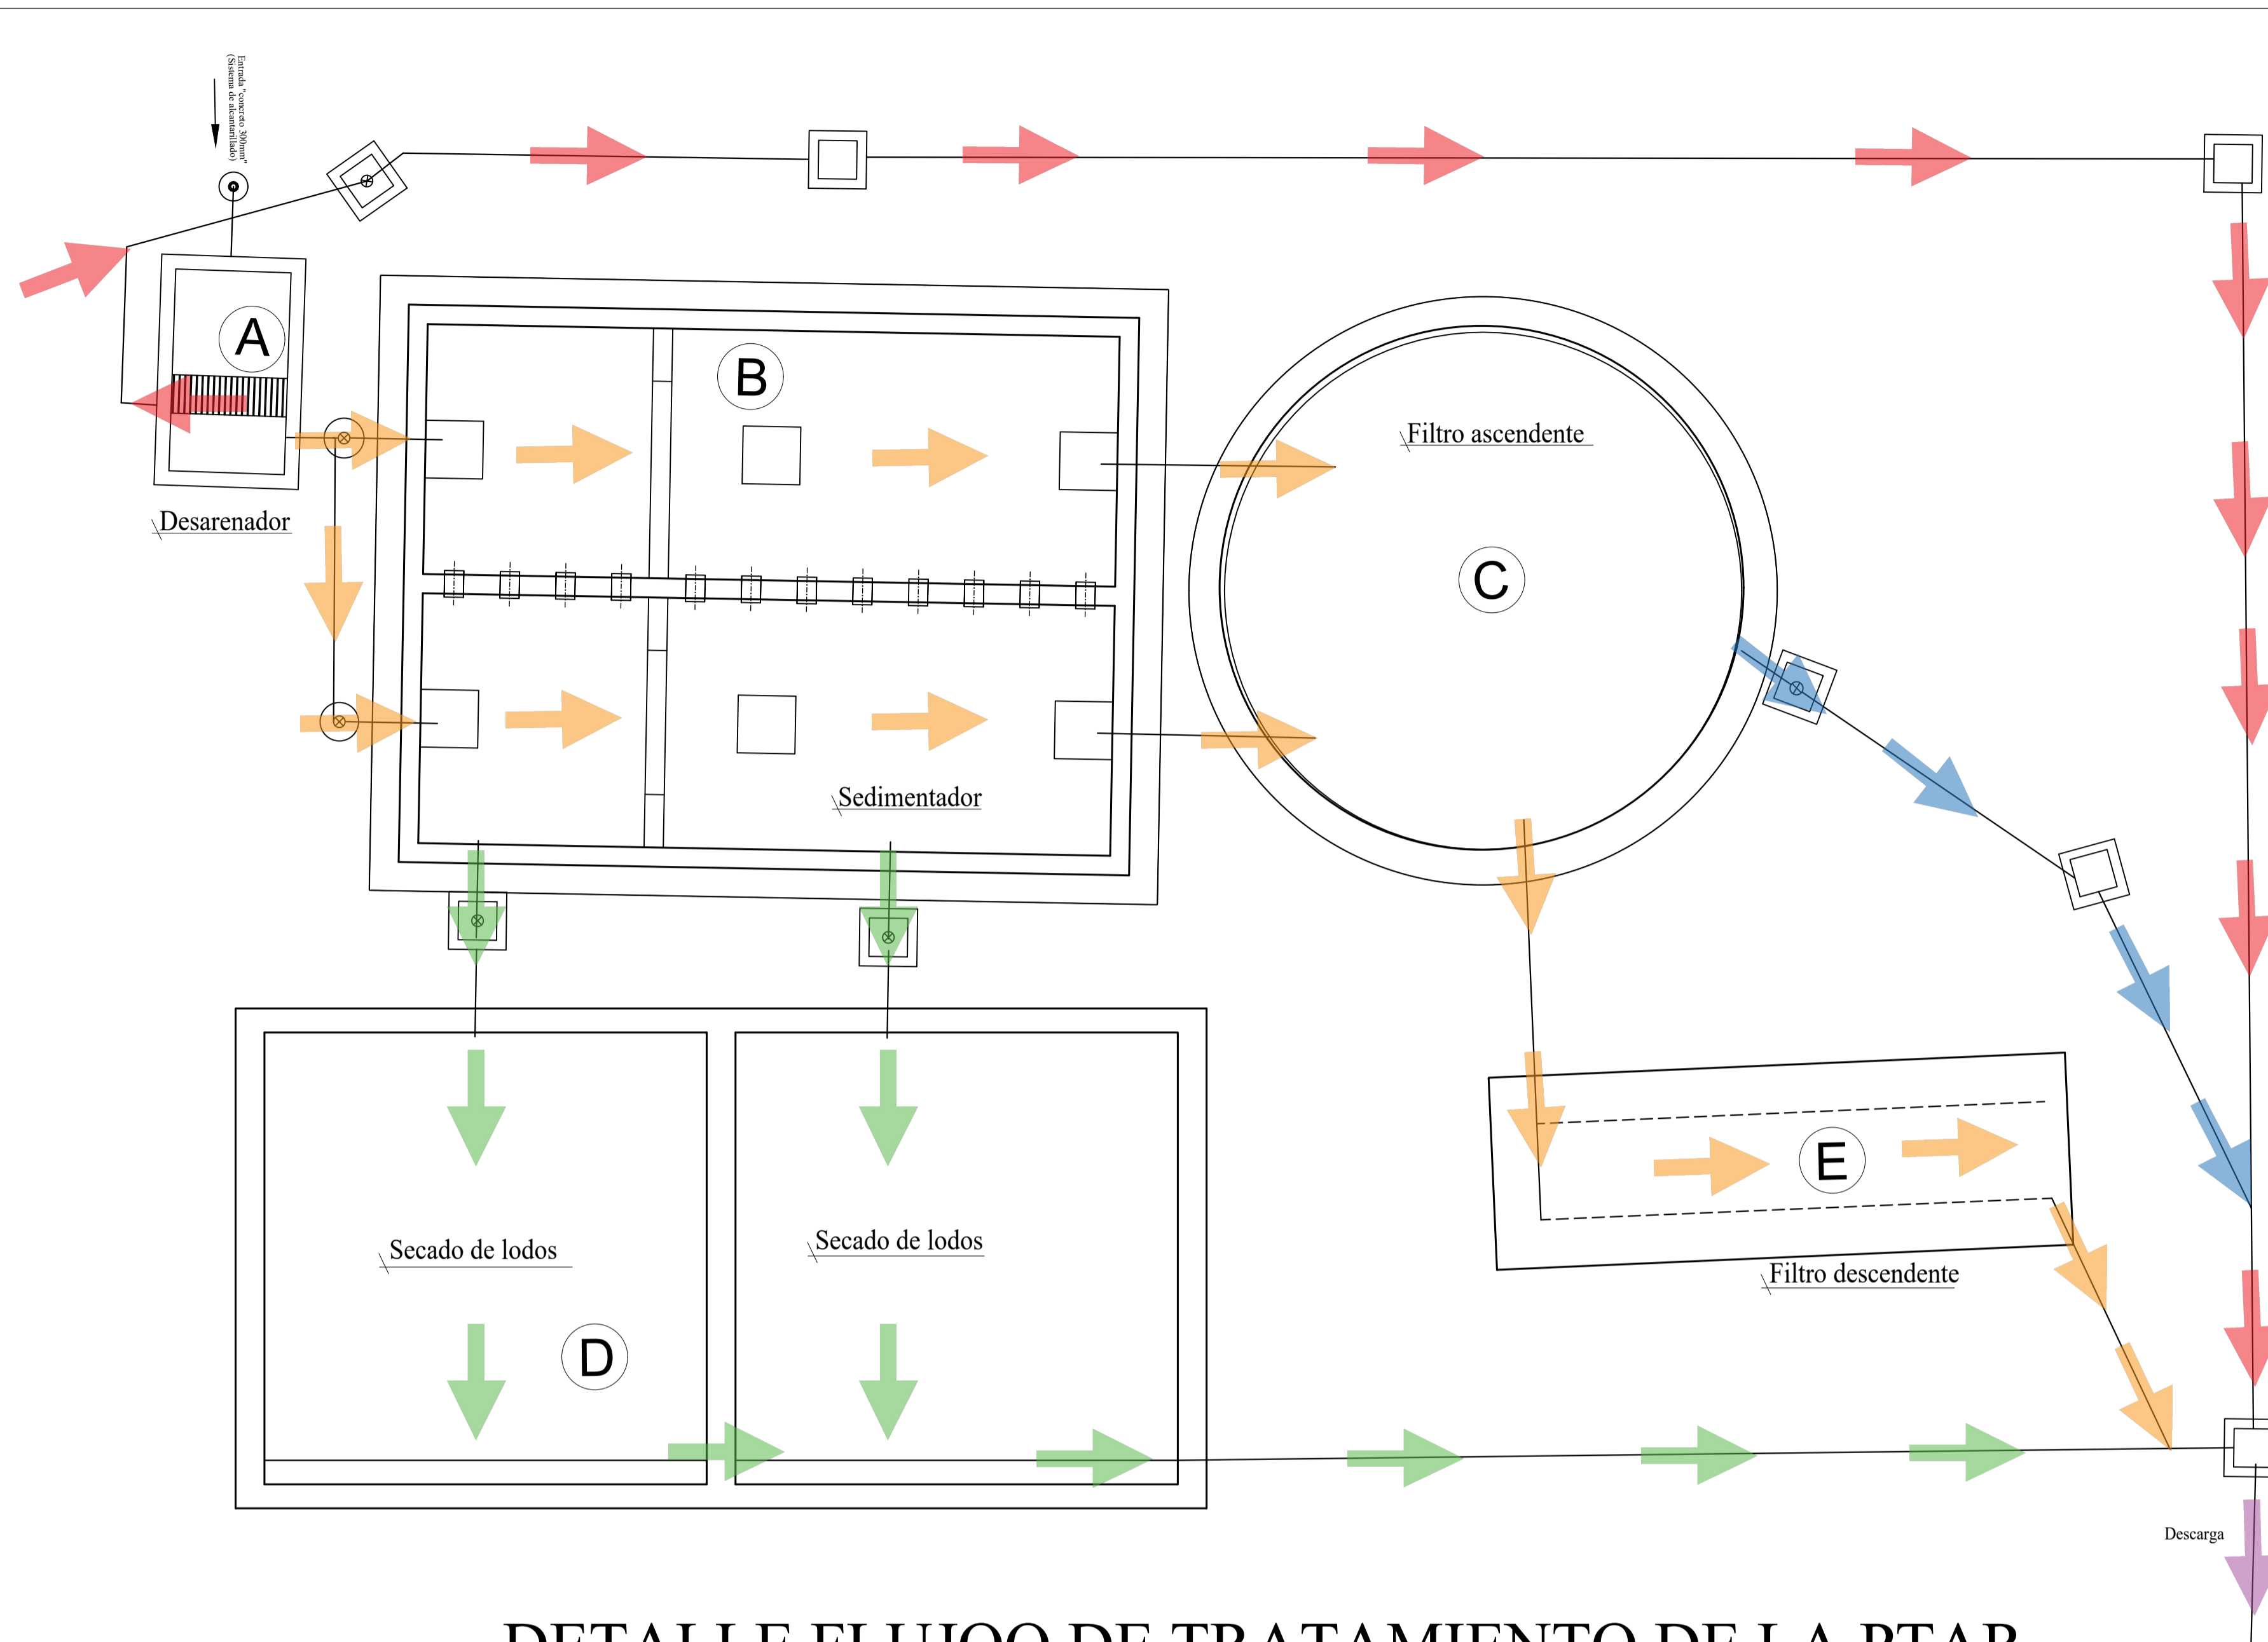 Entrada "concreto 300mm"
(Sistema de alcantarillado)
A
B
Filtro ascendente
Desarenador
C
Sedimentador
E
Secado de lodos
Secado de lodos
Filtro descendente
D
Descarga
DETALLE FLUJOO DE TRATAMIENTO DE LA PTAR